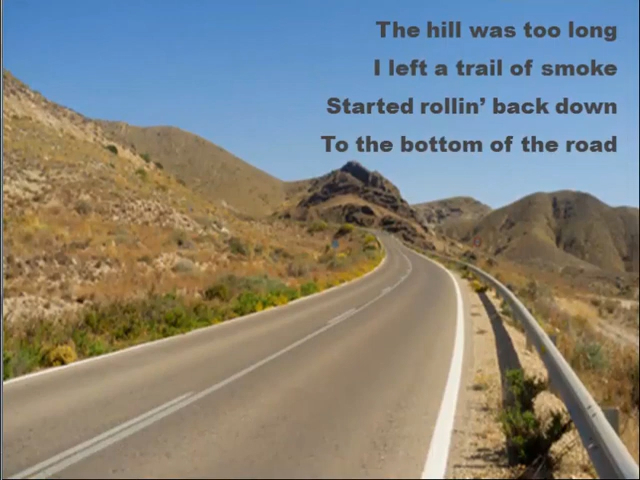 The hill was too long
I left a trail of smoke
Started rollin’ back down
To the bottom of the road